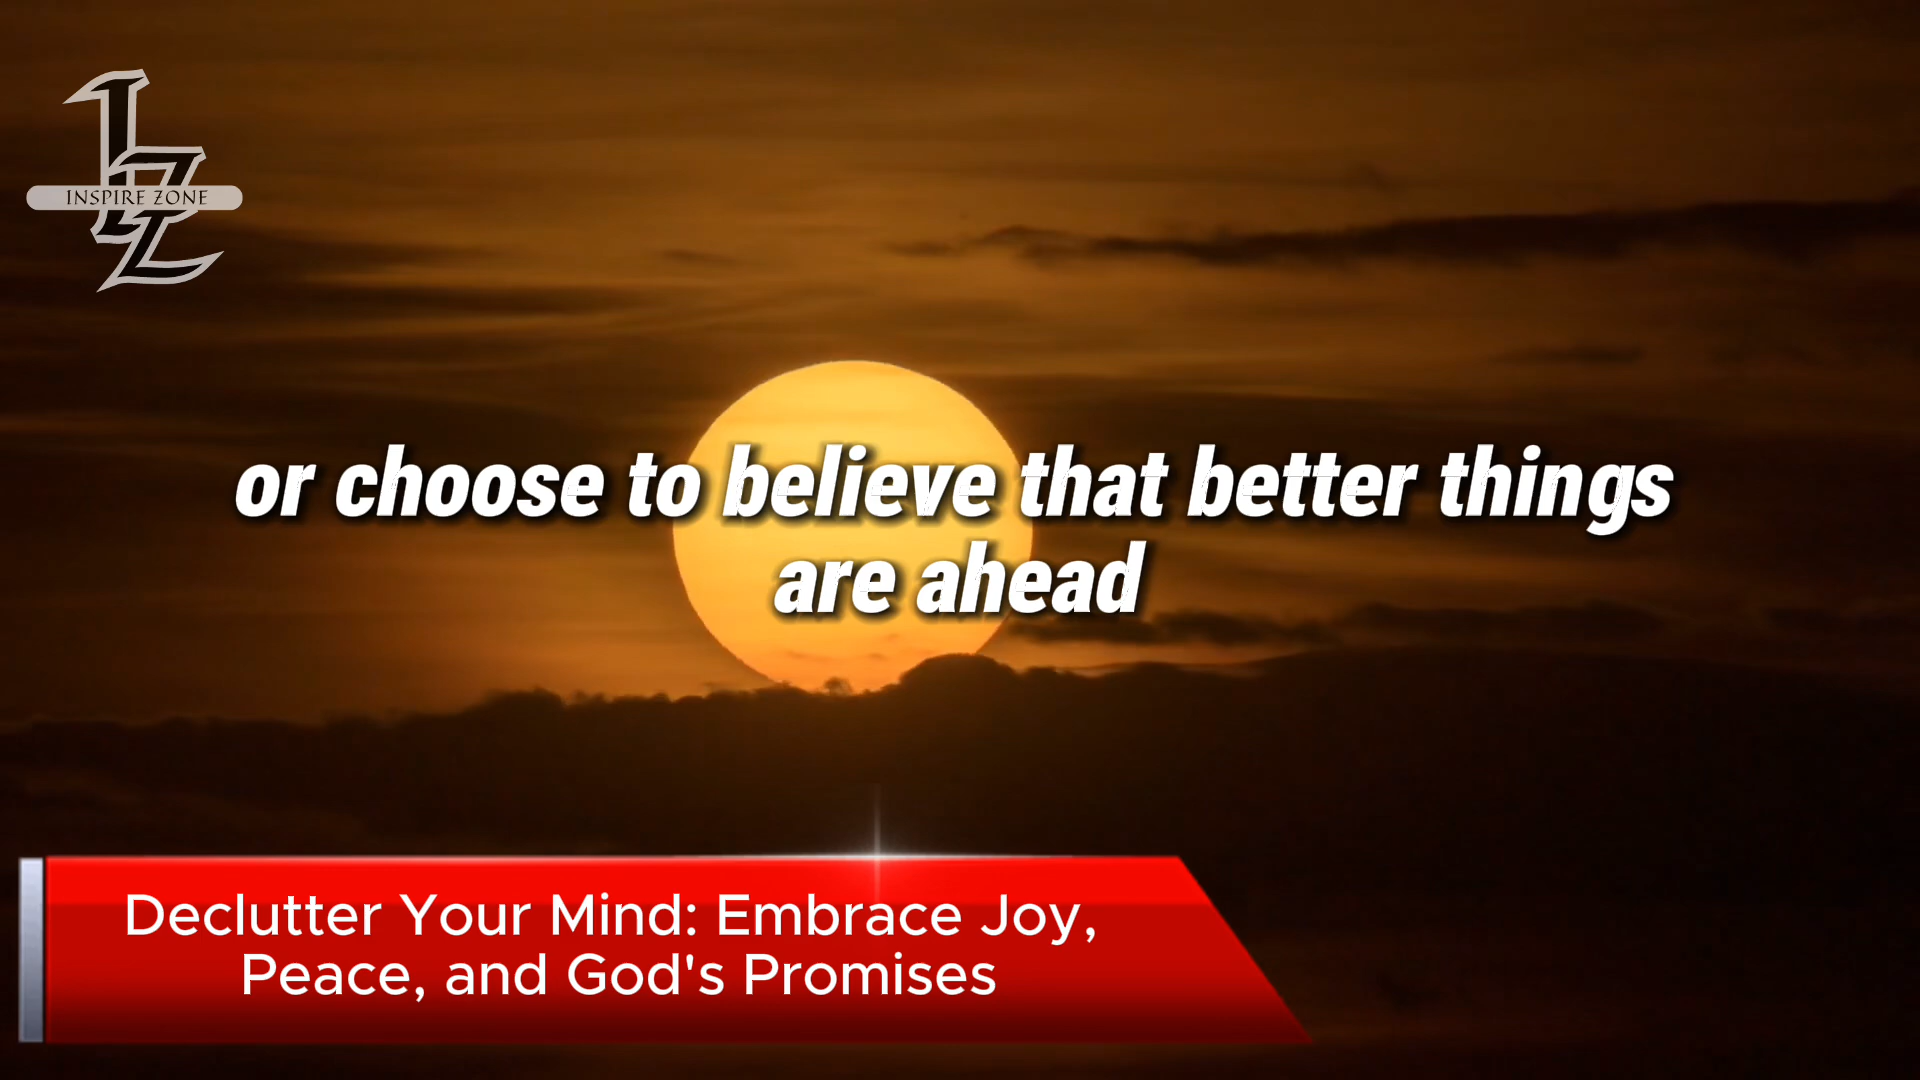 INSPIRE ZONE
or choose to believe that better things
are ahead
Declutter Your Mind: Embrace Joy,
Peace, and God's Promises